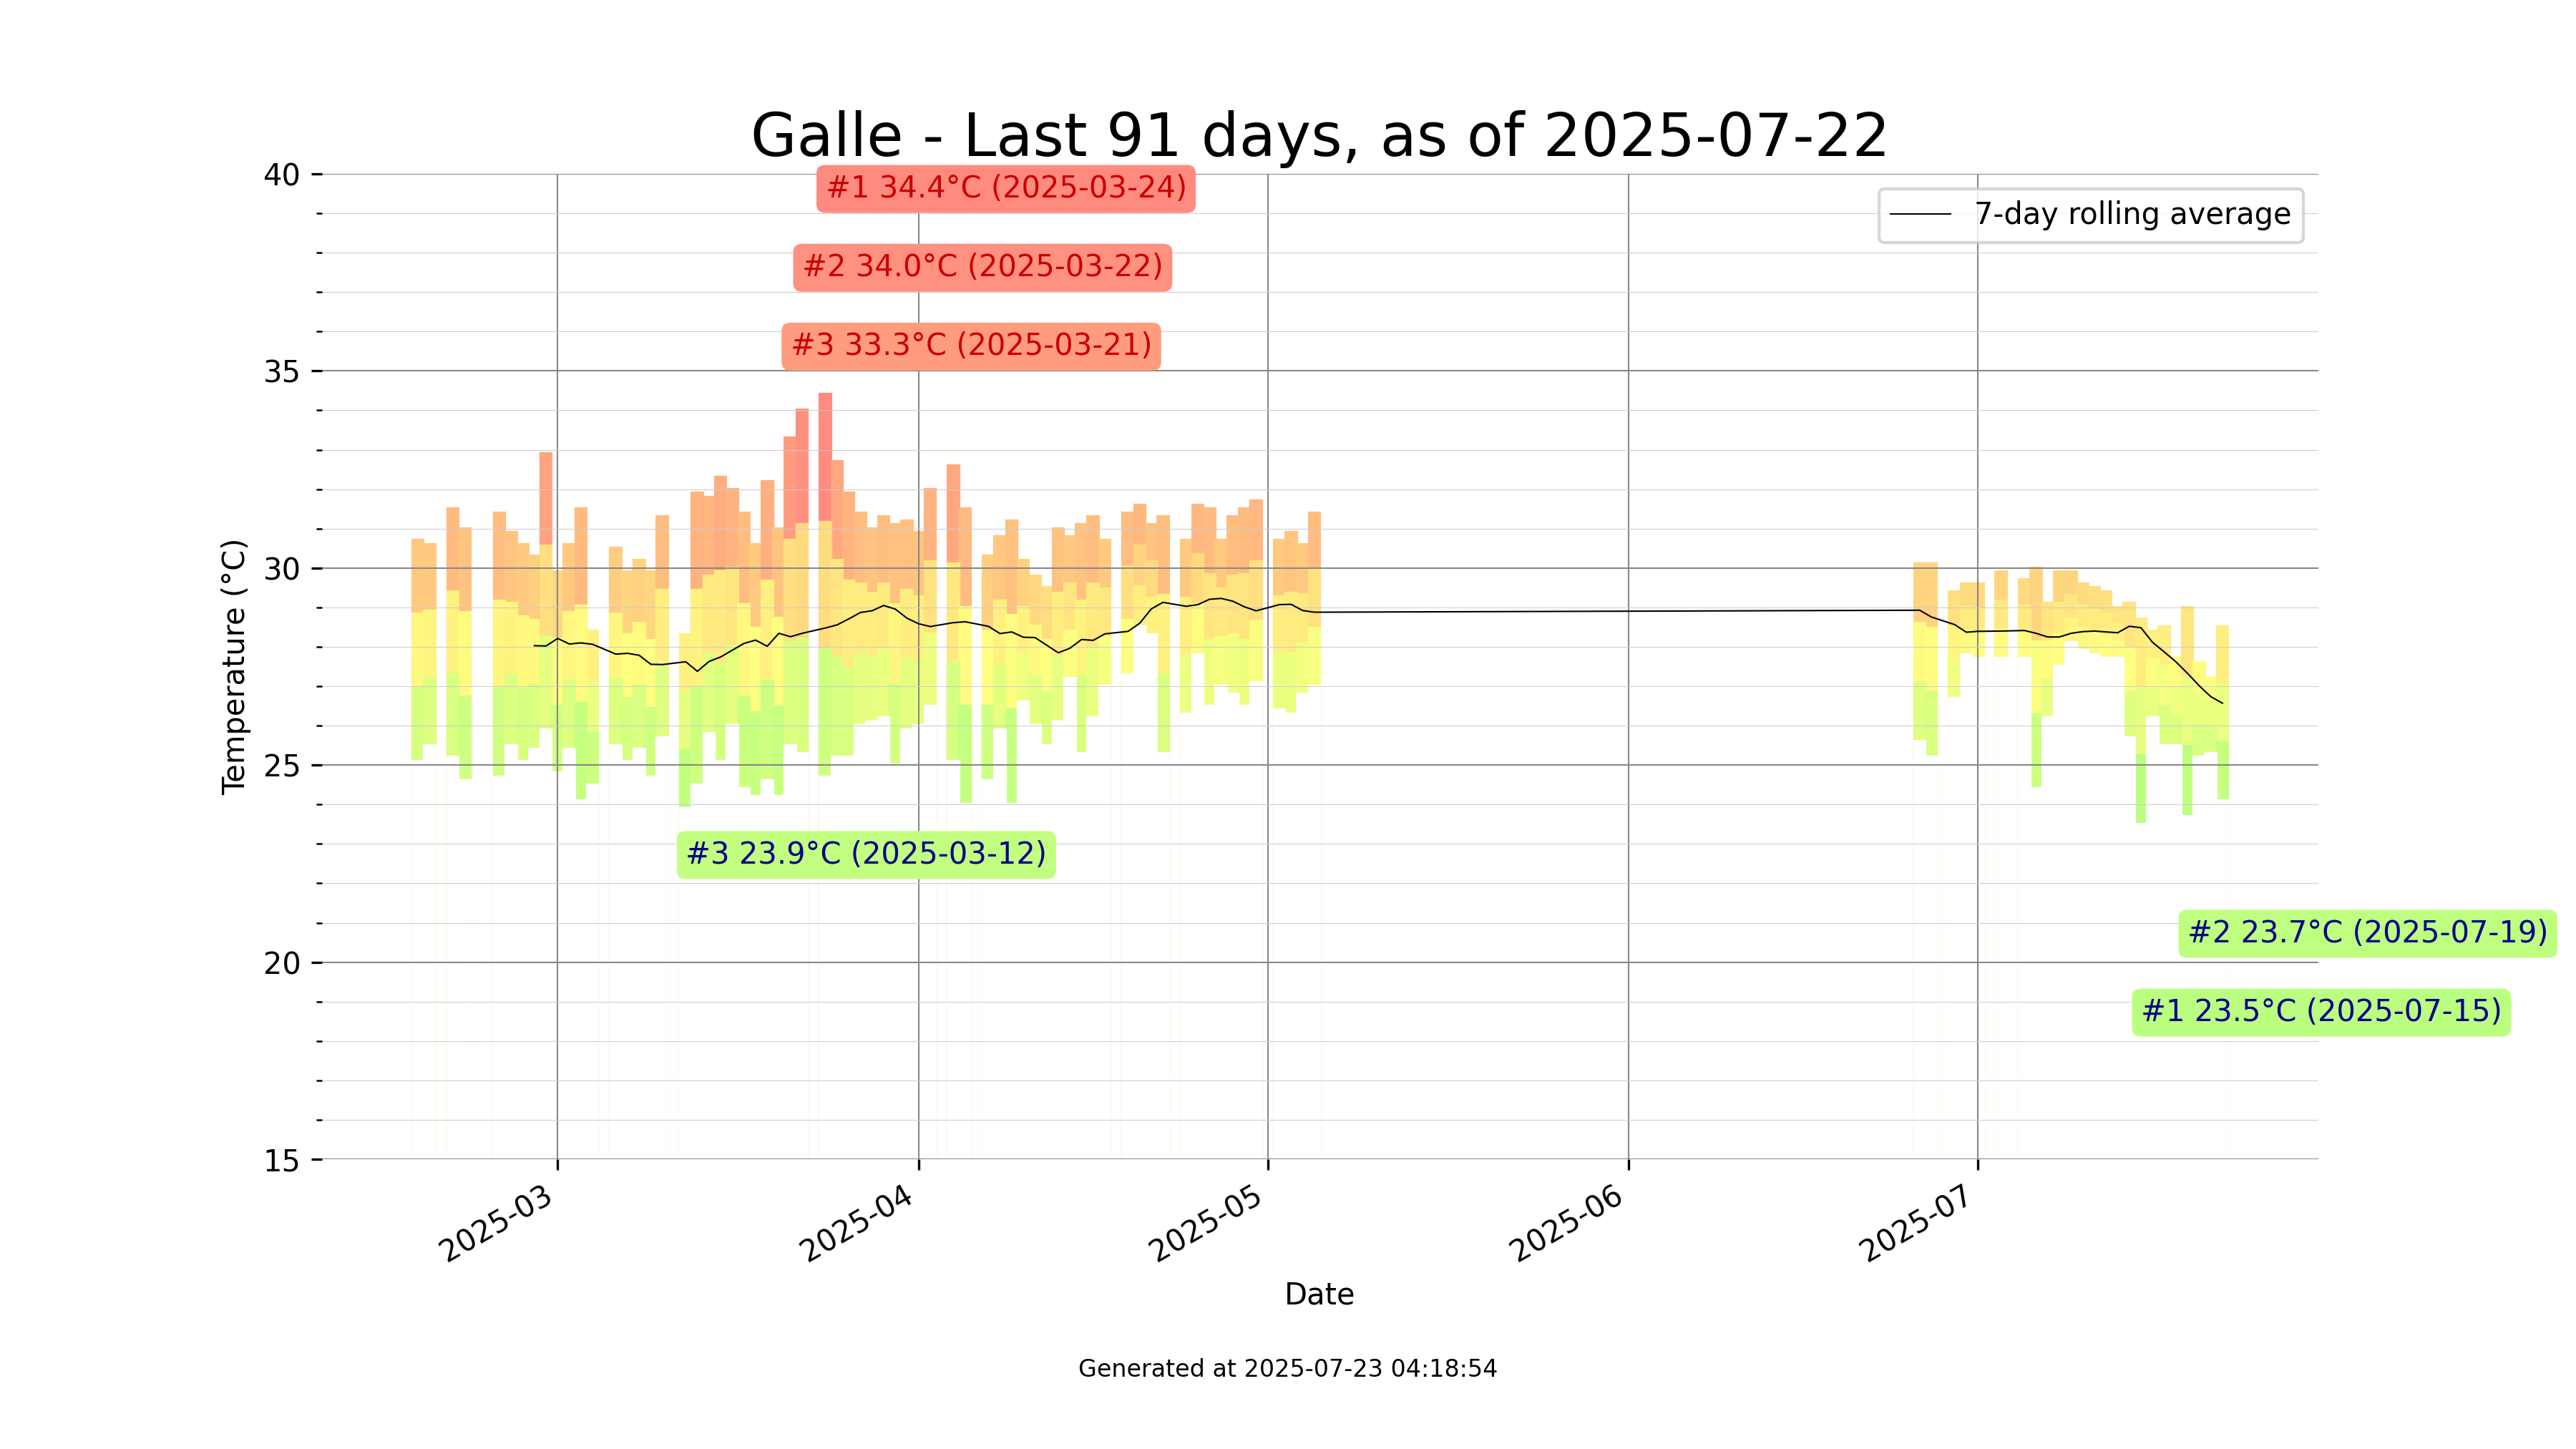 Galle - Last 91 days, as of 2025-07-22
40
#1 34.4°C (2025-03-24)
7-day rolling average
#2 34.0°C (2025-03-22)
#3 33.3°C (2025-03-21)
35
30
Temperature (°C)
25
#3 23.9°C (2025-03-12)
#2 23.7°C (2025-07-19)
20
#1 23.5°C (2025-07-15)
15
2025-03
2025-04
2025-05
2025-06
2025-07
Date
Generated at 2025-07-23 04:18:54